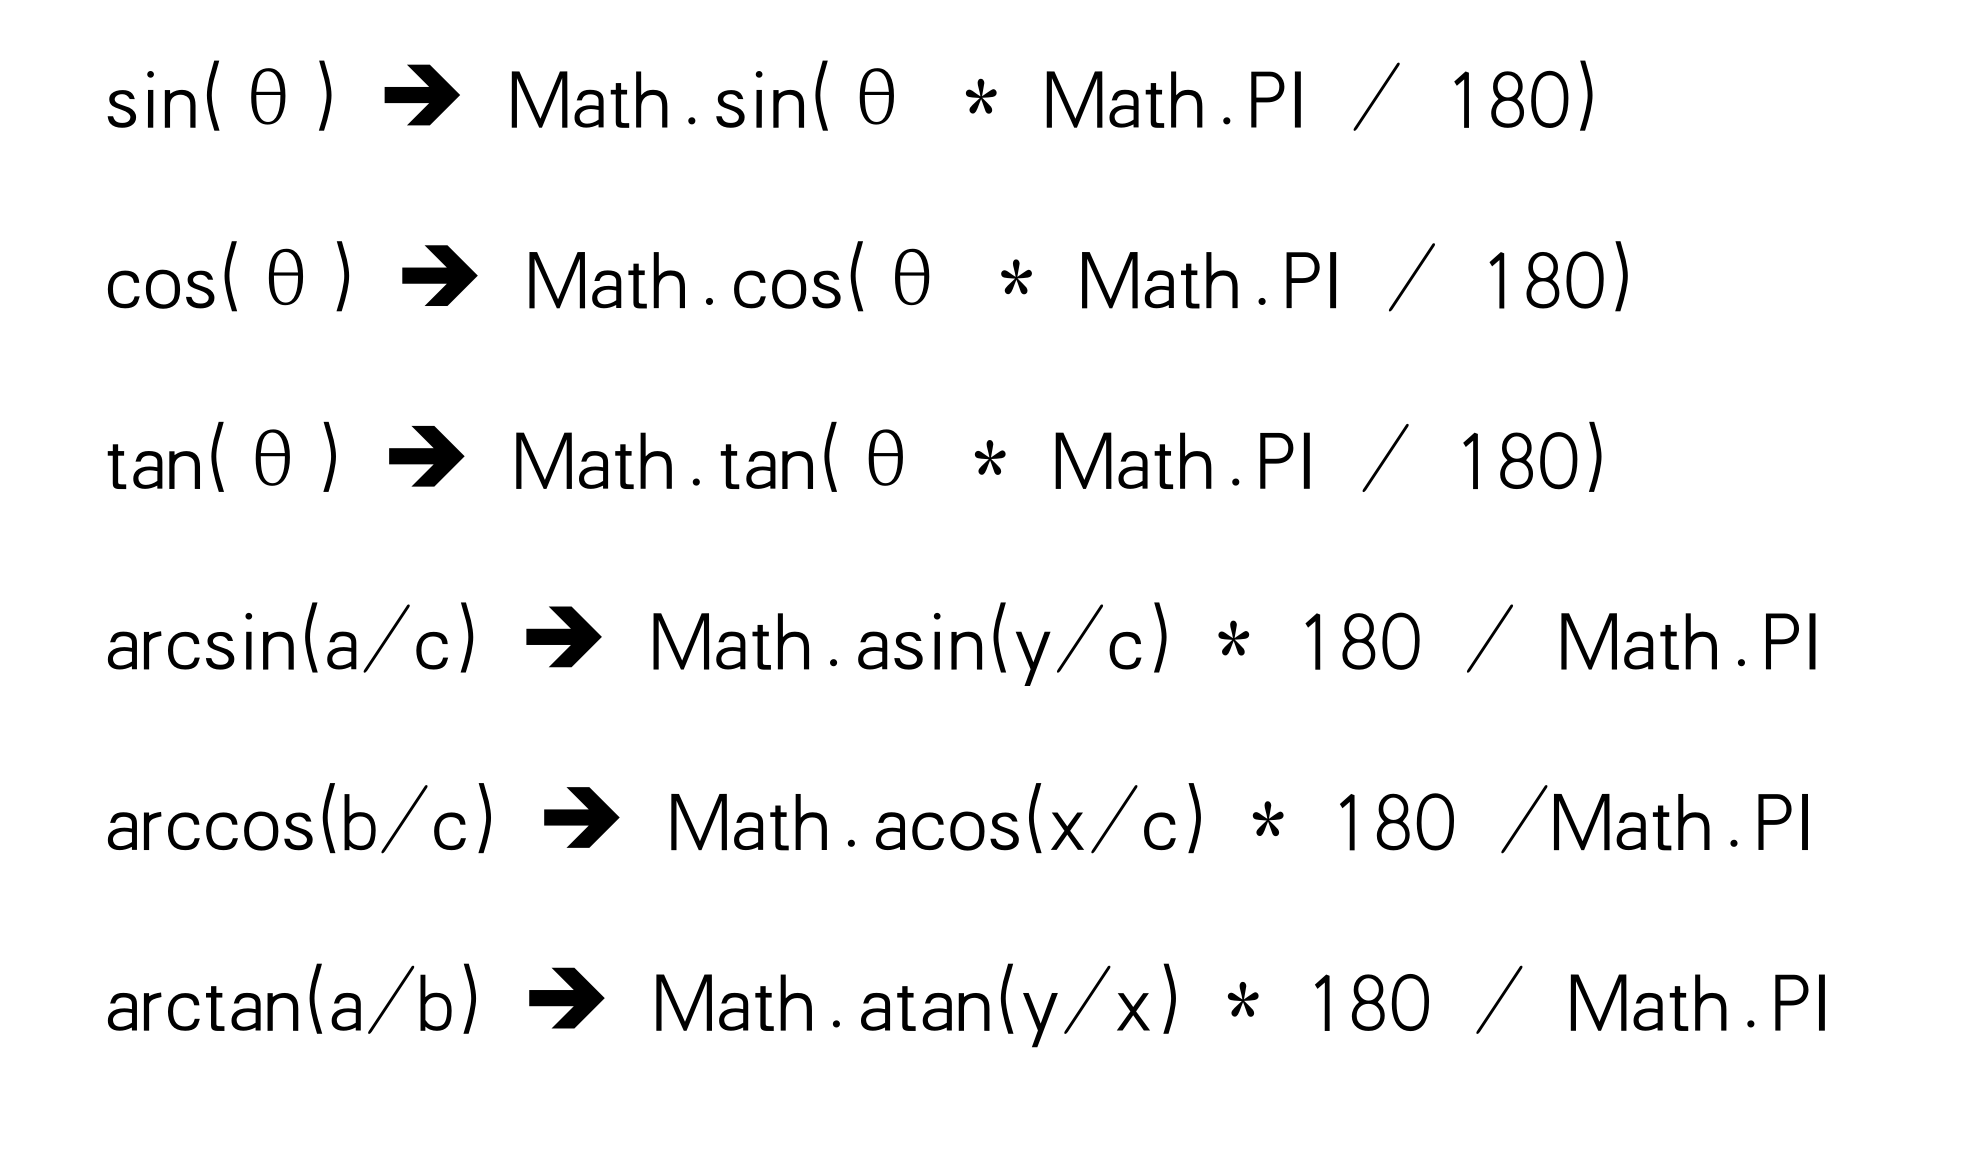 sin( θ ) ➔ Math.sin( θ * Math.PI / 180)
cos( θ ) ➔ Math.cos( θ * Math.PI / 180)
tan( θ ) ➔ Math.tan( θ * Math.PI / 180)
arcsin(a/c) ➔ Math.asin(y/c) * 180 / Math.PI
arccos(b/c) ➔ Math.acos(x/c) * 180 /Math.PI
arctan(a/b) ➔ Math.atan(y/x) * 180 / Math.PI